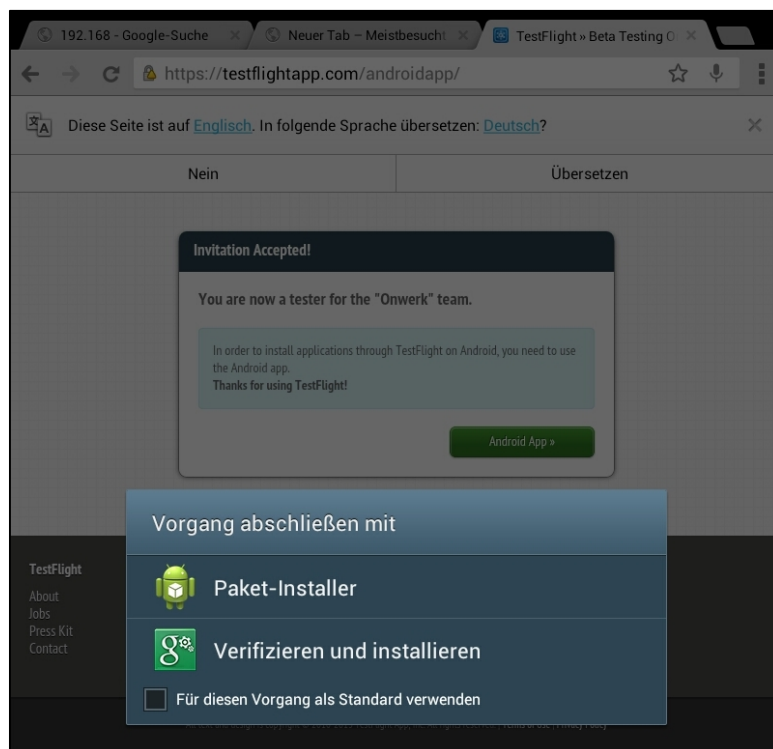 192.168 - Google-Suche
Neuer Tab – Meistbesucht
TestFlight » Beta Testing O
https://testflightapp.com/androidapp/
Diese Seite ist auf Englisch. In folgende Sprache übersetzen: Deutsch?
Nein
Übersetzen
Invitation Accepted!
You are now a tester for the "Onwerk" team.
In order to install applications through TestFlight on Android, you need to use
the Android app.
Thanks for using TestFlight!
Android App »
Vorgang abschließen mit
Paket-Installer
Verifizieren und installieren
Für diesen Vorgang als Standard verwenden
TestFlight
About
Jobs
Press Kit
Contact